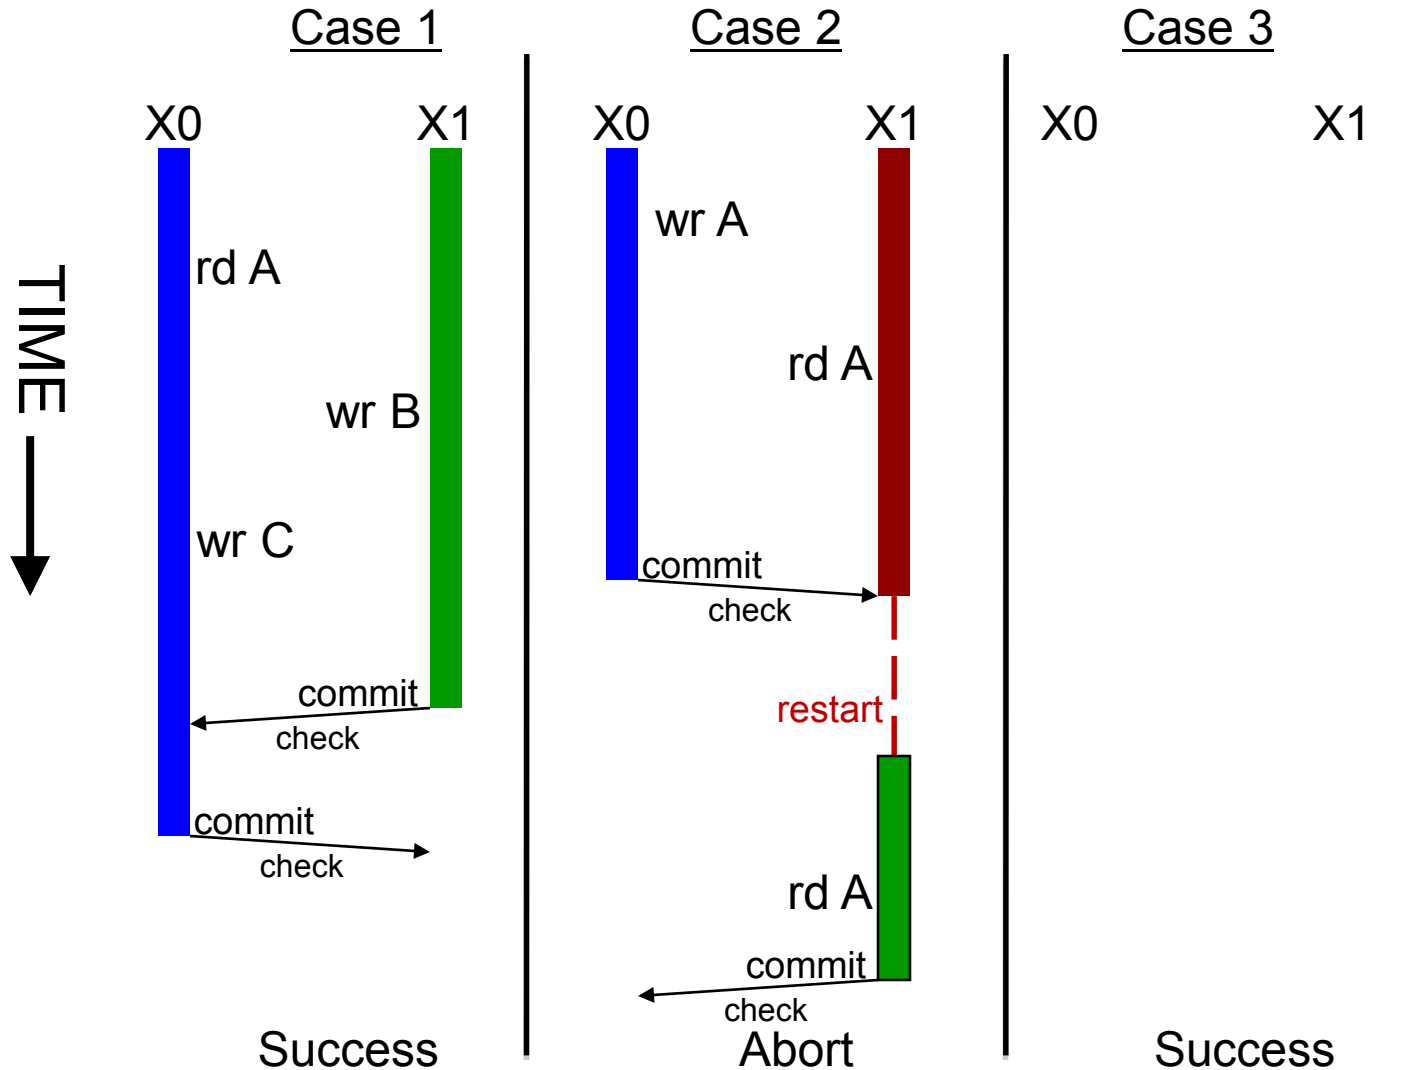 Case 1
Case 2
Case 3
X0
X1
X0
X1
X0
X1
TIME
rd A
wr B
wr C
commit
check
commit
check
Success
wr A
rd A
commit
check
restart
rd A
commit
check
Abort
Success